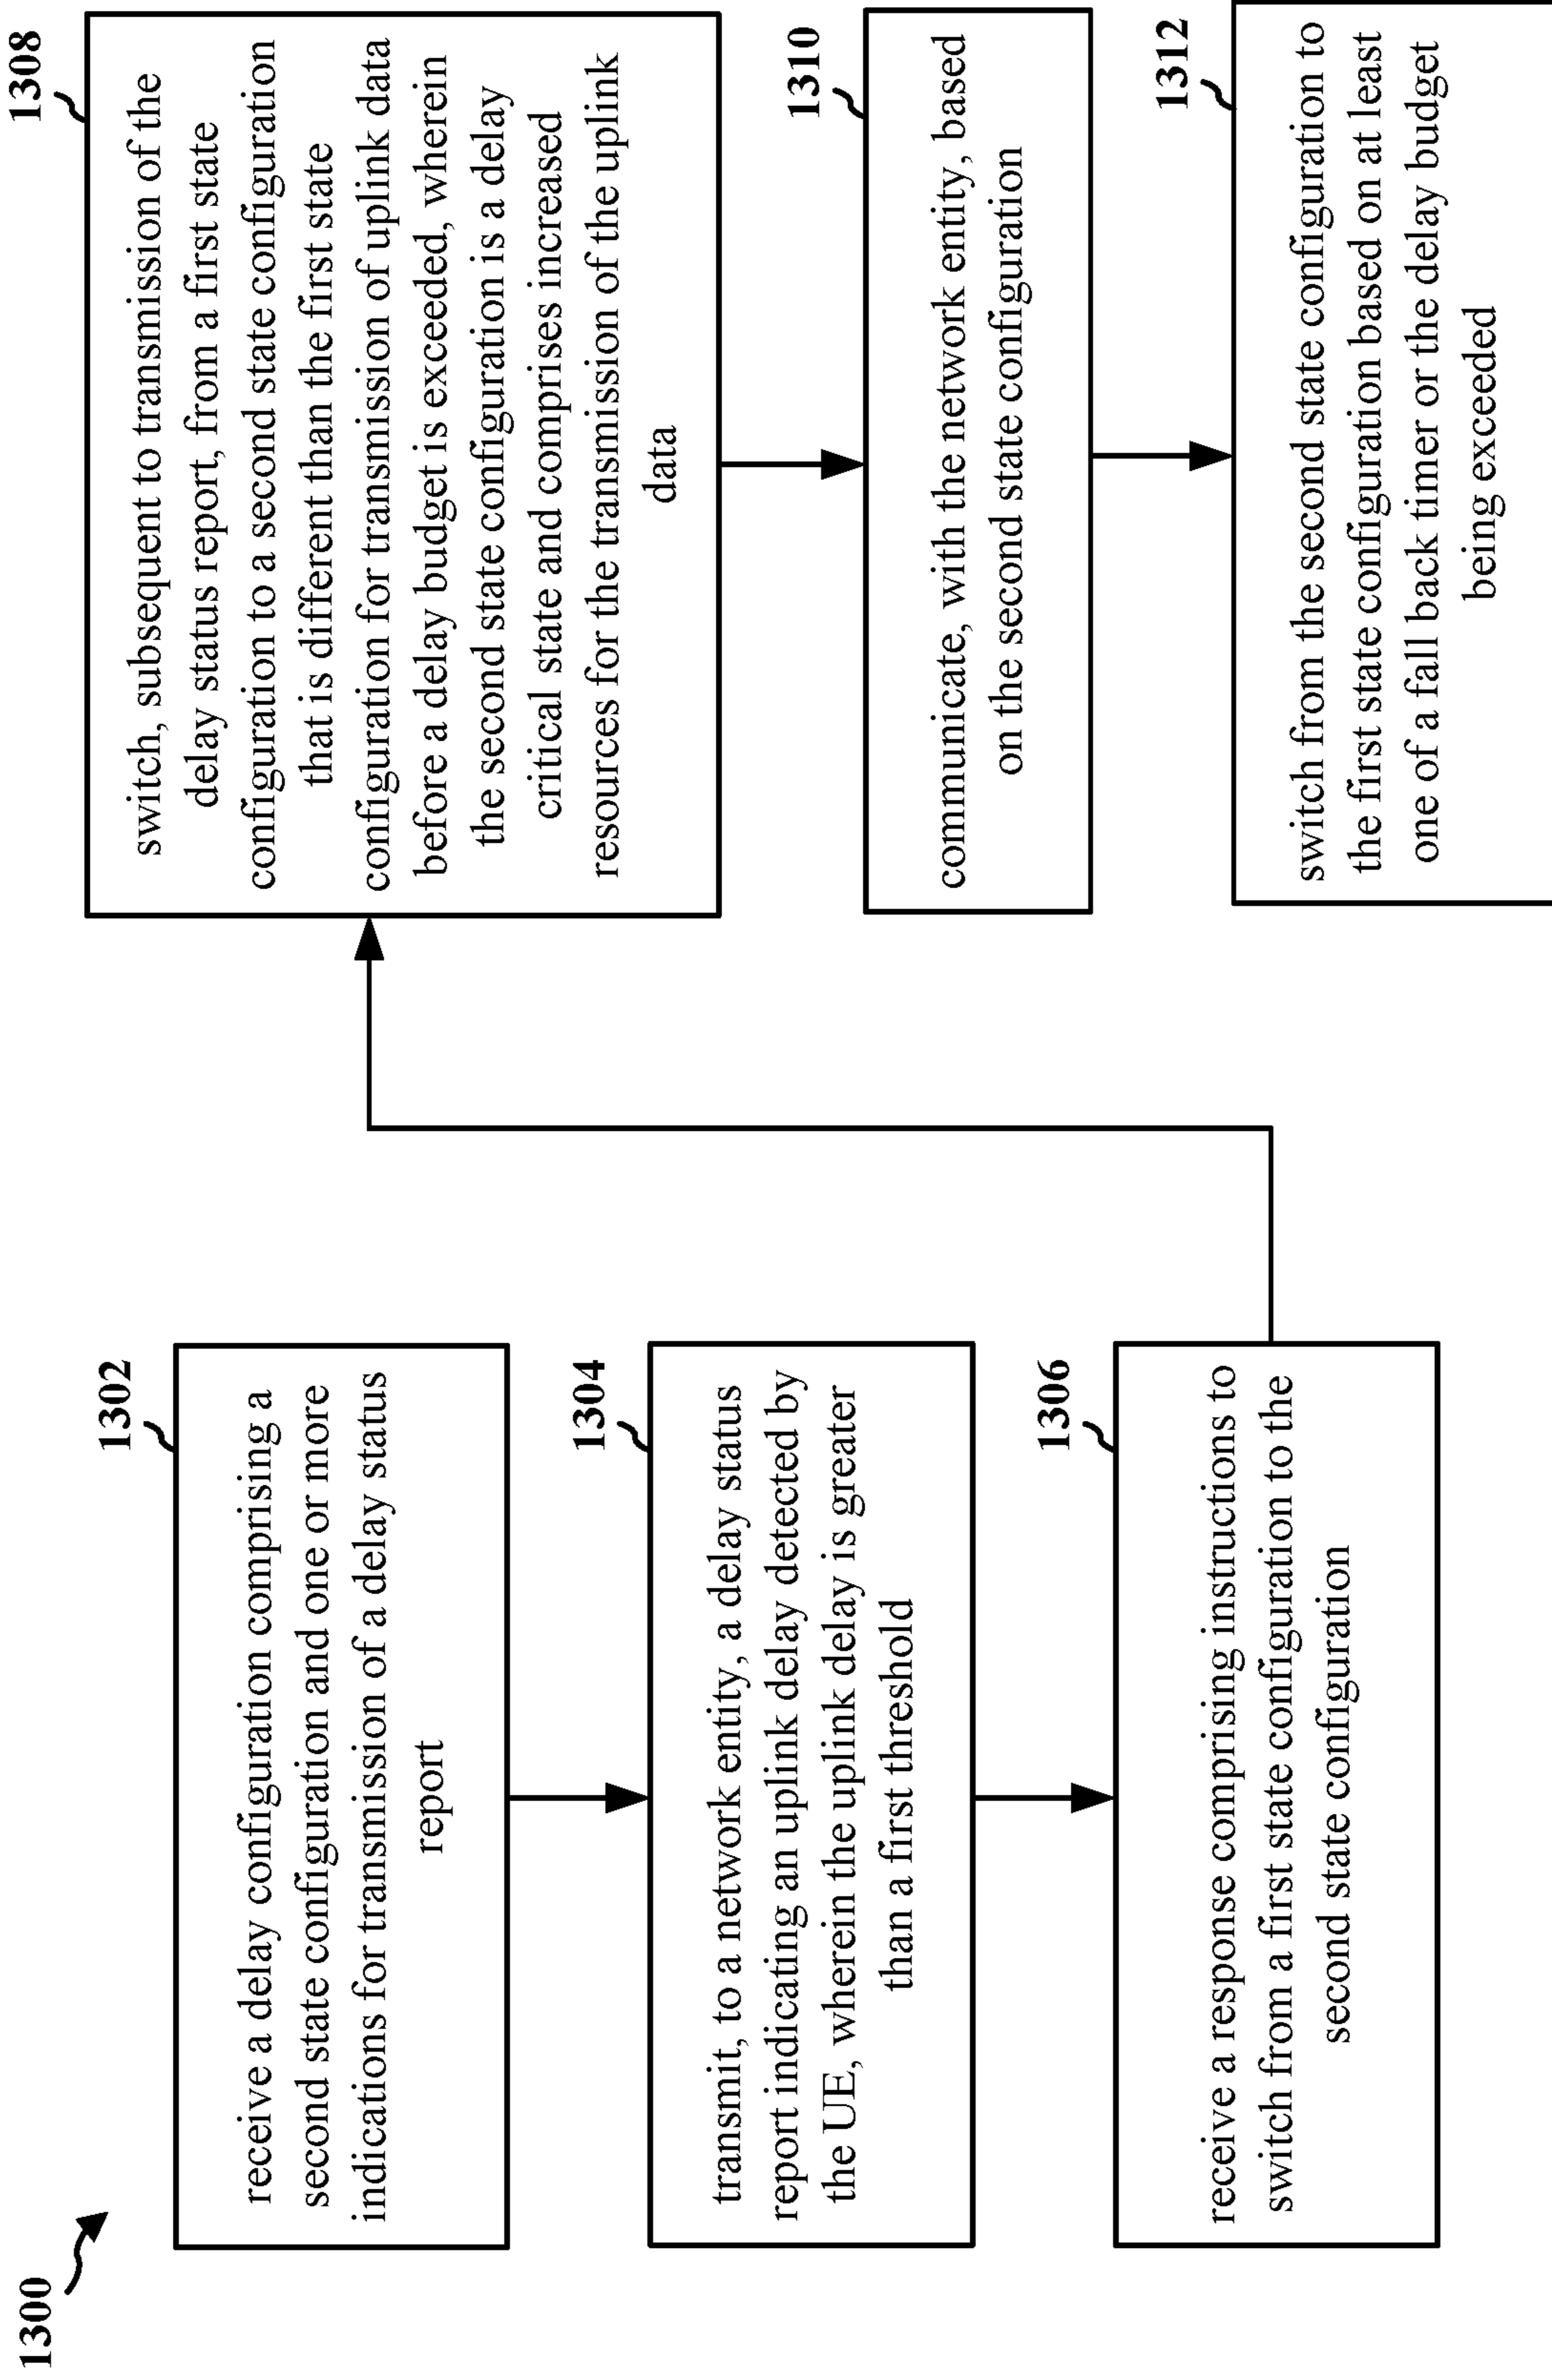 1300
1302
receive a delay configuration comprising a
second state configuration and one or more
indications for transmission of a delay status
report
1304
transmit, to a network entity, a delay status
report indicating an uplink delay detected by
the UE, wherein the uplink delay is greater
than a first threshold
1306
receive a response comprising instructions to
switch from a first state configuration to the
second state configuration
1308
switch, subsequent to transmission of the
delay status report, from a first state
configuration to a second state configuration
that is different than the first state
configuration for transmission of uplink data
before a delay budget is exceeded, wherein
the second state configuration is a delay
critical state and comprises increased
resources for the transmission of the uplink
data
1310
communicate, with the network entity, based
on the second state configuration
1312
switch from the second state configuration to
the first state configuration based on at least
one of a fall back timer or the delay budget
being exceeded